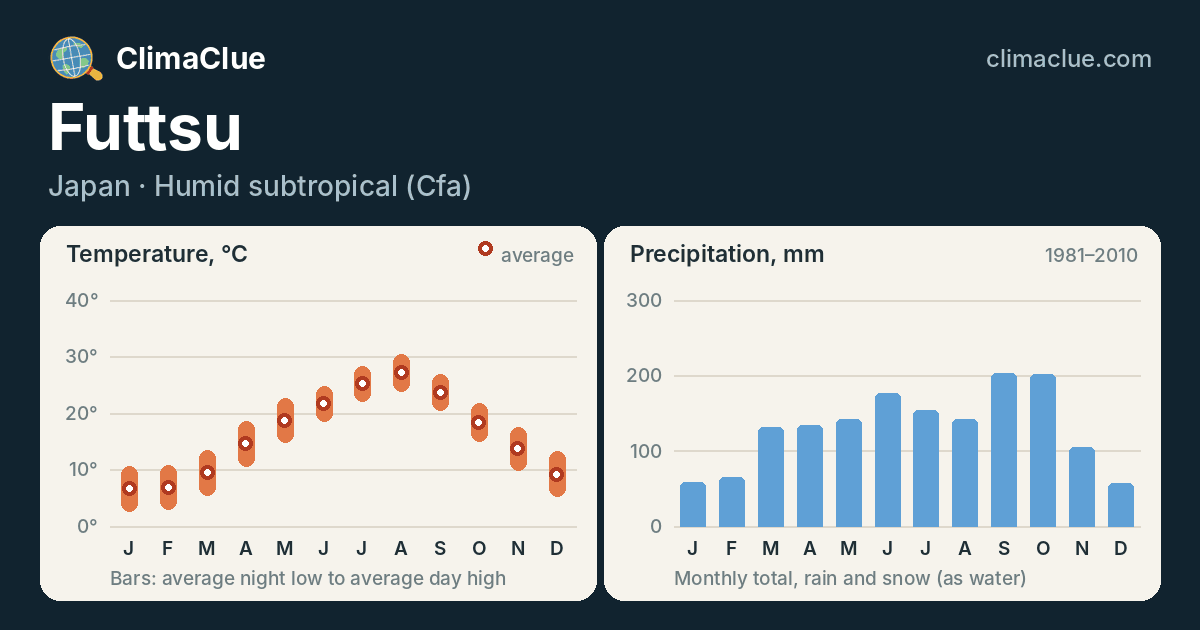 ClimaClue
climaclue.com
Futtsu
Japan · Humid subtropical (Cfa)
Temperature, °C
average
40°
30°
20°
10°
0°
J F M A M J J A S O N D
Bars: average night low to average day high
Precipitation, mm
1981–2010
300
200
100
0
J F M A M J J A S O N D
Monthly total, rain and snow (as water)